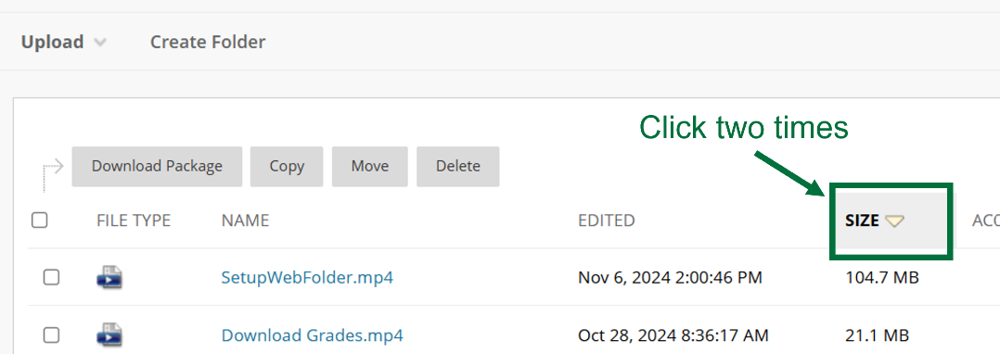 Upload Create Folder
Click two times
Download Package Copy Move Delete
FILE TYPE NAME EDITED SIZE ACC
SetupWebFolder.mp4 Nov 6, 2024 2:00:46 PM 104.7 MB
Download Grades.mp4 Oct 28, 2024 8:36:17 AM 21.1 MB